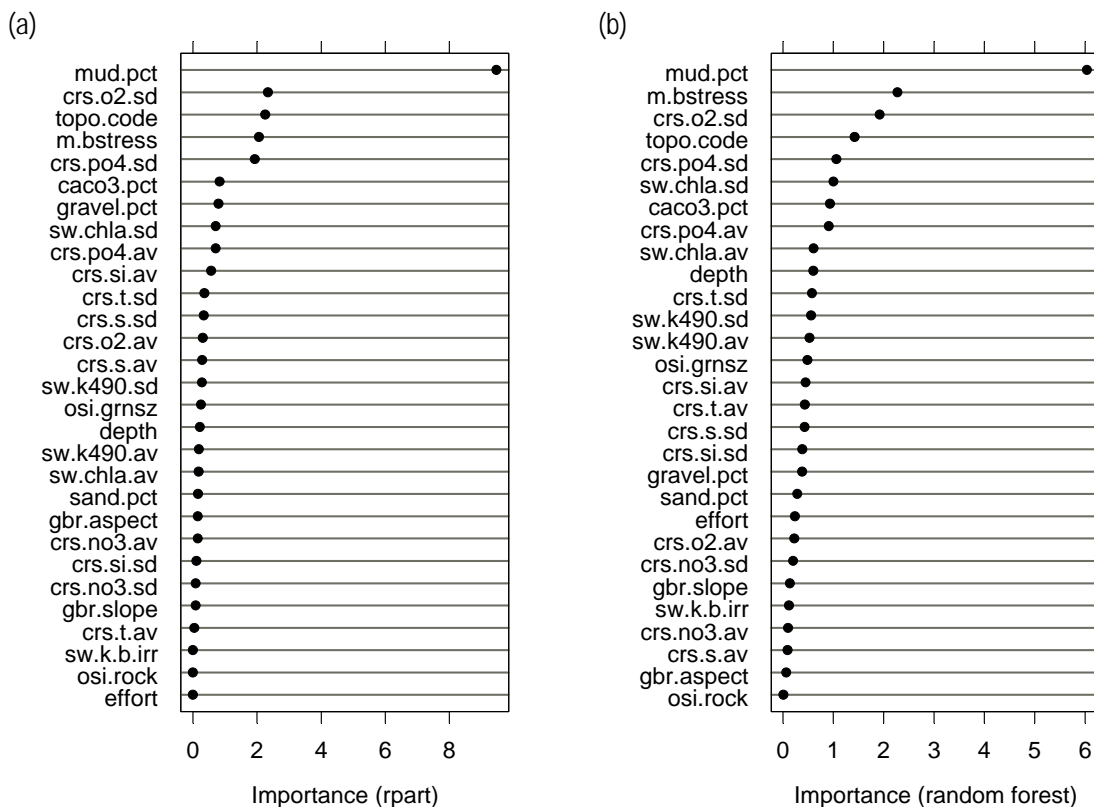 (a)
mud.pct
crs.o2.sd
topo.code
m.bstress
crs.po4.sd
caco3.pct
gravel.pct
sw.chla.sd
crs.po4.av
crs.si.av
crs.t.sd
crs.s.sd
crs.o2.av
crs.s.av
sw.k490.sd
osi.grnsz
depth
sw.k490.av
sw.chla.av
sand.pct
gbr.aspect
crs.no3.av
crs.si.sd
crs.no3.sd
gbr.slope
crs.t.av
sw.k.b.irr
osi.rock
effort
0 2 4 6 8
Importance (rpart)
(b)
mud.pct
m.bstress
crs.o2.sd
topo.code
crs.po4.sd
sw.chla.sd
caco3.pct
crs.po4.av
sw.chla.av
depth
crs.t.sd
sw.k490.sd
sw.k490.av
osi.grnsz
crs.si.av
crs.t.av
crs.s.sd
crs.si.sd
gravel.pct
sand.pct
effort
crs.o2.av
crs.no3.sd
gbr.slope
sw.k.b.irr
crs.no3.av
crs.s.av
gbr.aspect
osi.rock
0 1 2 3 4 5 6
Importance (random forest)